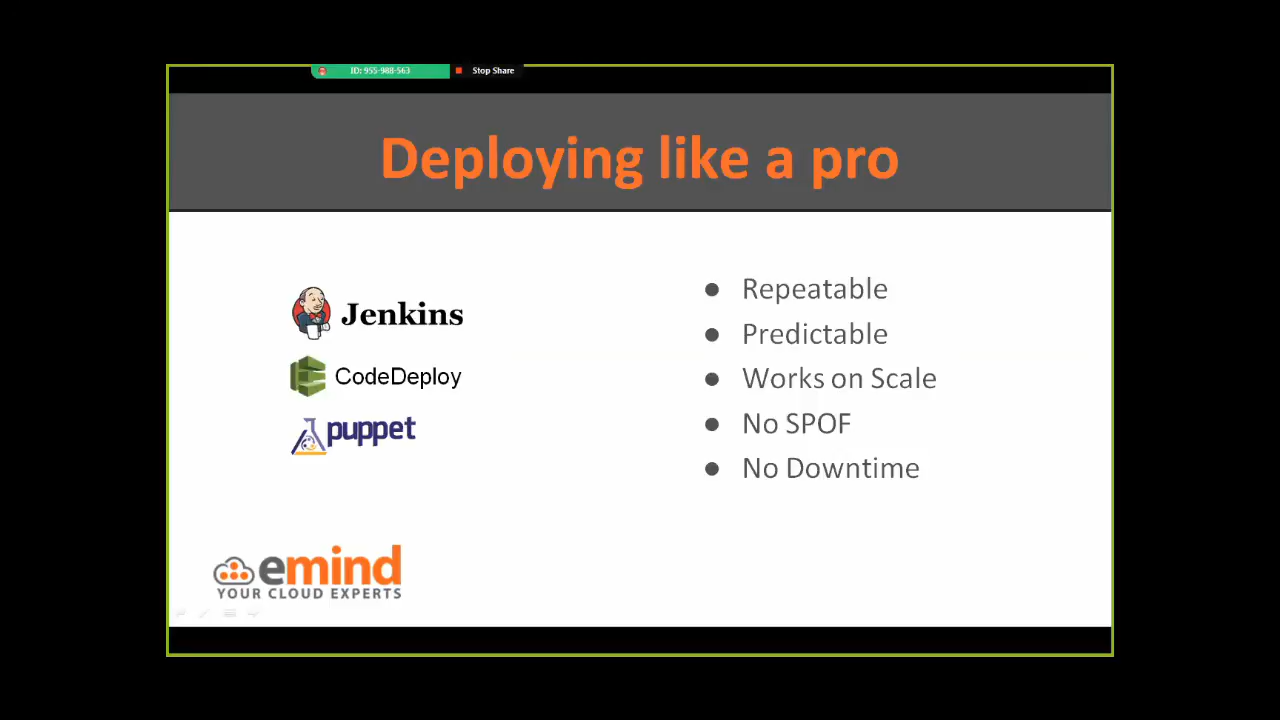 ID: 955-988-563 Stop Share
Deploying like a pro
Jenkins
CodeDeploy
puppet
● Repeatable
● Predictable
● Works on Scale
● No SPOF
● No Downtime
emind
YOUR CLOUD EXPERTS